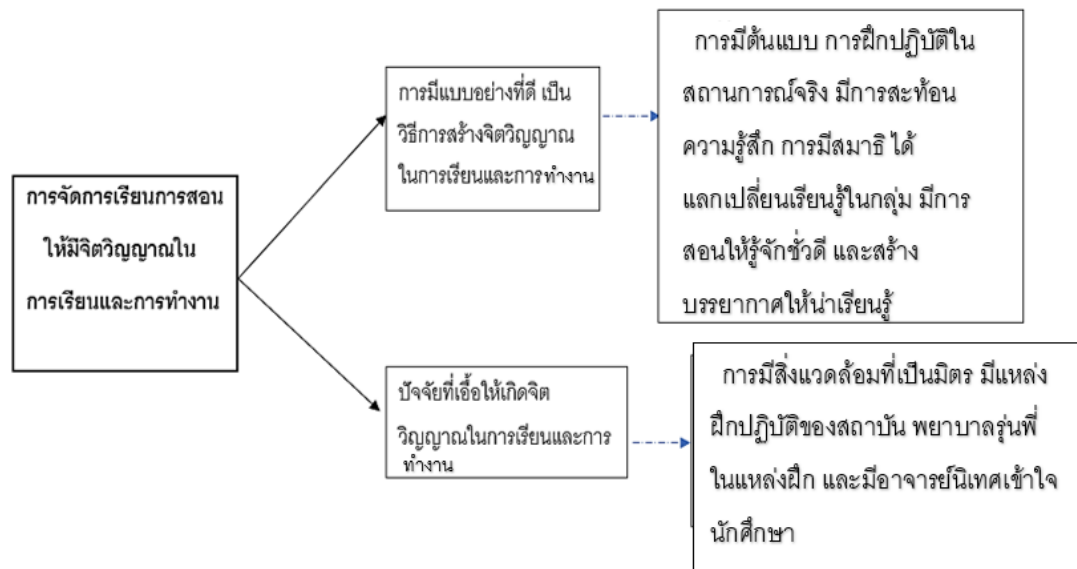 การจัดการเรียนการสอน
ให้มีจิตวิญญาณใน
การเรียนและการทำงาน
การมีแบบอย่างที่ดี เป็น
วิธีการสร้างจิตวิญญาณ
ในการเรียนและการทำงาน
การมีต้นแบบ การฝึกปฏิบัติใน
สถานการณ์จริง มีการสะท้อน
ความรู้สึก การมีสมาธิ ได้
แลกเปลี่ยนเรียนรู้ในกลุ่ม มีการ
สอนให้รู้จักชั่วดี และสร้าง
บรรยากาศให้น่าเรียนรู้
ปัจจัยที่เอื้อให้เกิดจิต
วิญญาณในการเรียนและการ
ทำงาน
การมีสิ่งแวดล้อมที่เป็นมิตร มีแหล่ง
ฝึกปฏิบัติของสถาบัน พยาบาลรุ่นพี่
ในแหล่งฝึก และมีอาจารย์นิเทศเข้าใจ
นักศึกษา